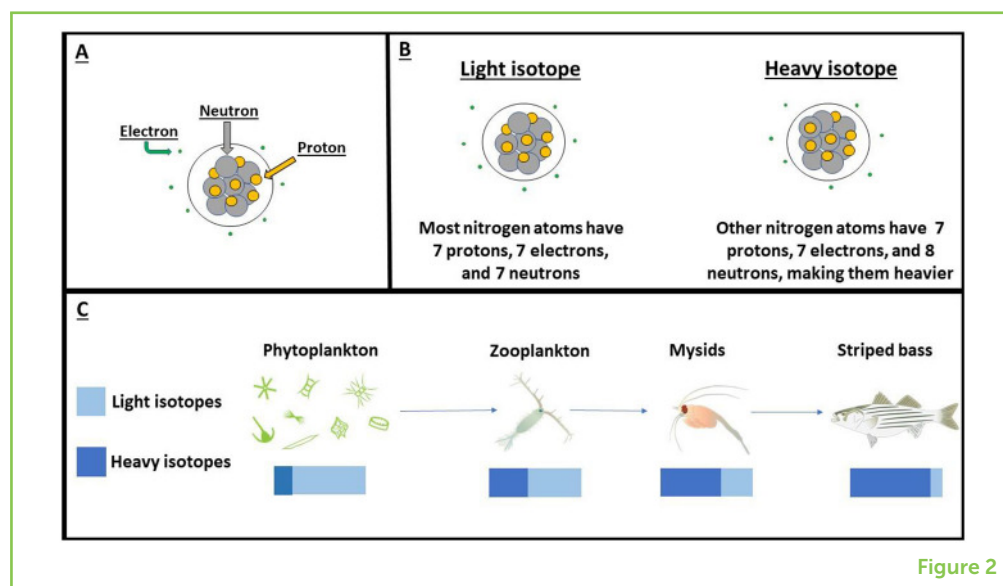 A
Neutron
Electron
Proton
B
Light isotope
Heavy isotope
Most nitrogen atoms have
7 protons, 7 electrons,
and 7 neutrons
Other nitrogen atoms have 7
protons, 7 electrons, and 8
neutrons, making them heavier
C
Phytoplankton
Zooplankton
Mysids
Striped bass
Light isotopes
Heavy isotopes
Figure 2